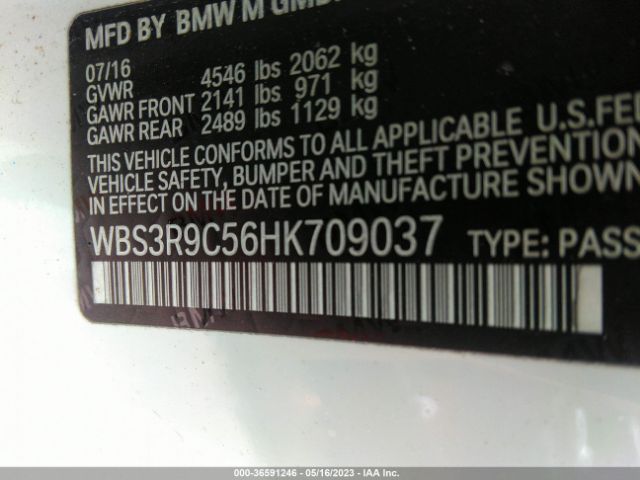 MFD BY BMW M GMB
07/16
GVWR 4546 lbs 2062 kg
GAWR FRONT 2141 lbs 971 kg
GAWR REAR 2489 lbs 1129 kg
THIS VEHICLE CONFORMS TO ALL APPLICABLE U.S.FED
VEHICLE SAFETY, BUMPER AND THEFT PREVENTION
IN EFFECT ON THE DATE OF MANUFACTURE SHOWN
WBS3R9C56HK709037 TYPE: PASS
000-36591246 - 05/16/2023 - IAA Inc.